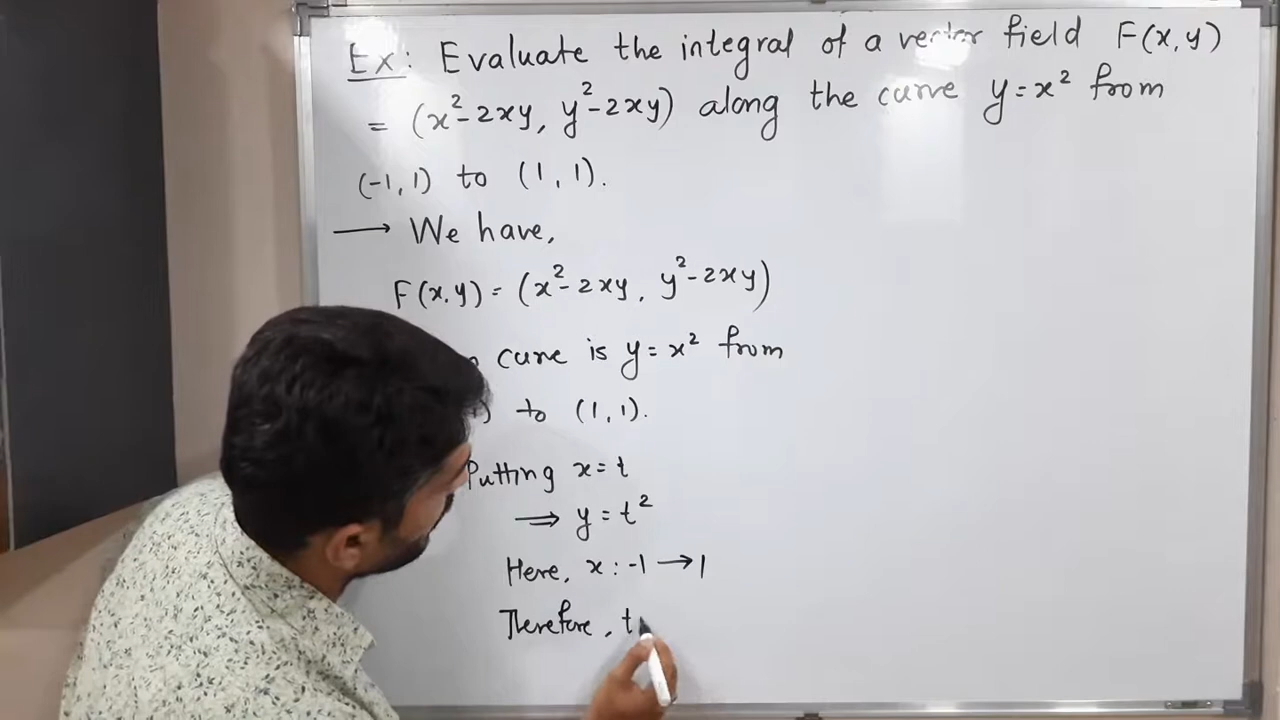 Ex: Evaluate the integral of a vector field F(x,y)
= (x²-2xy, y²-2xy) along the curve y=x² from
(-1,1) to (1,1).
⟶ We have,
F(x,y) = (x²-2xy, y²-2xy)
curve is y=x² from
) to (1,1).
Putting x=t
⟹ y=t²
Here, x: -1 →1
Therefore, t